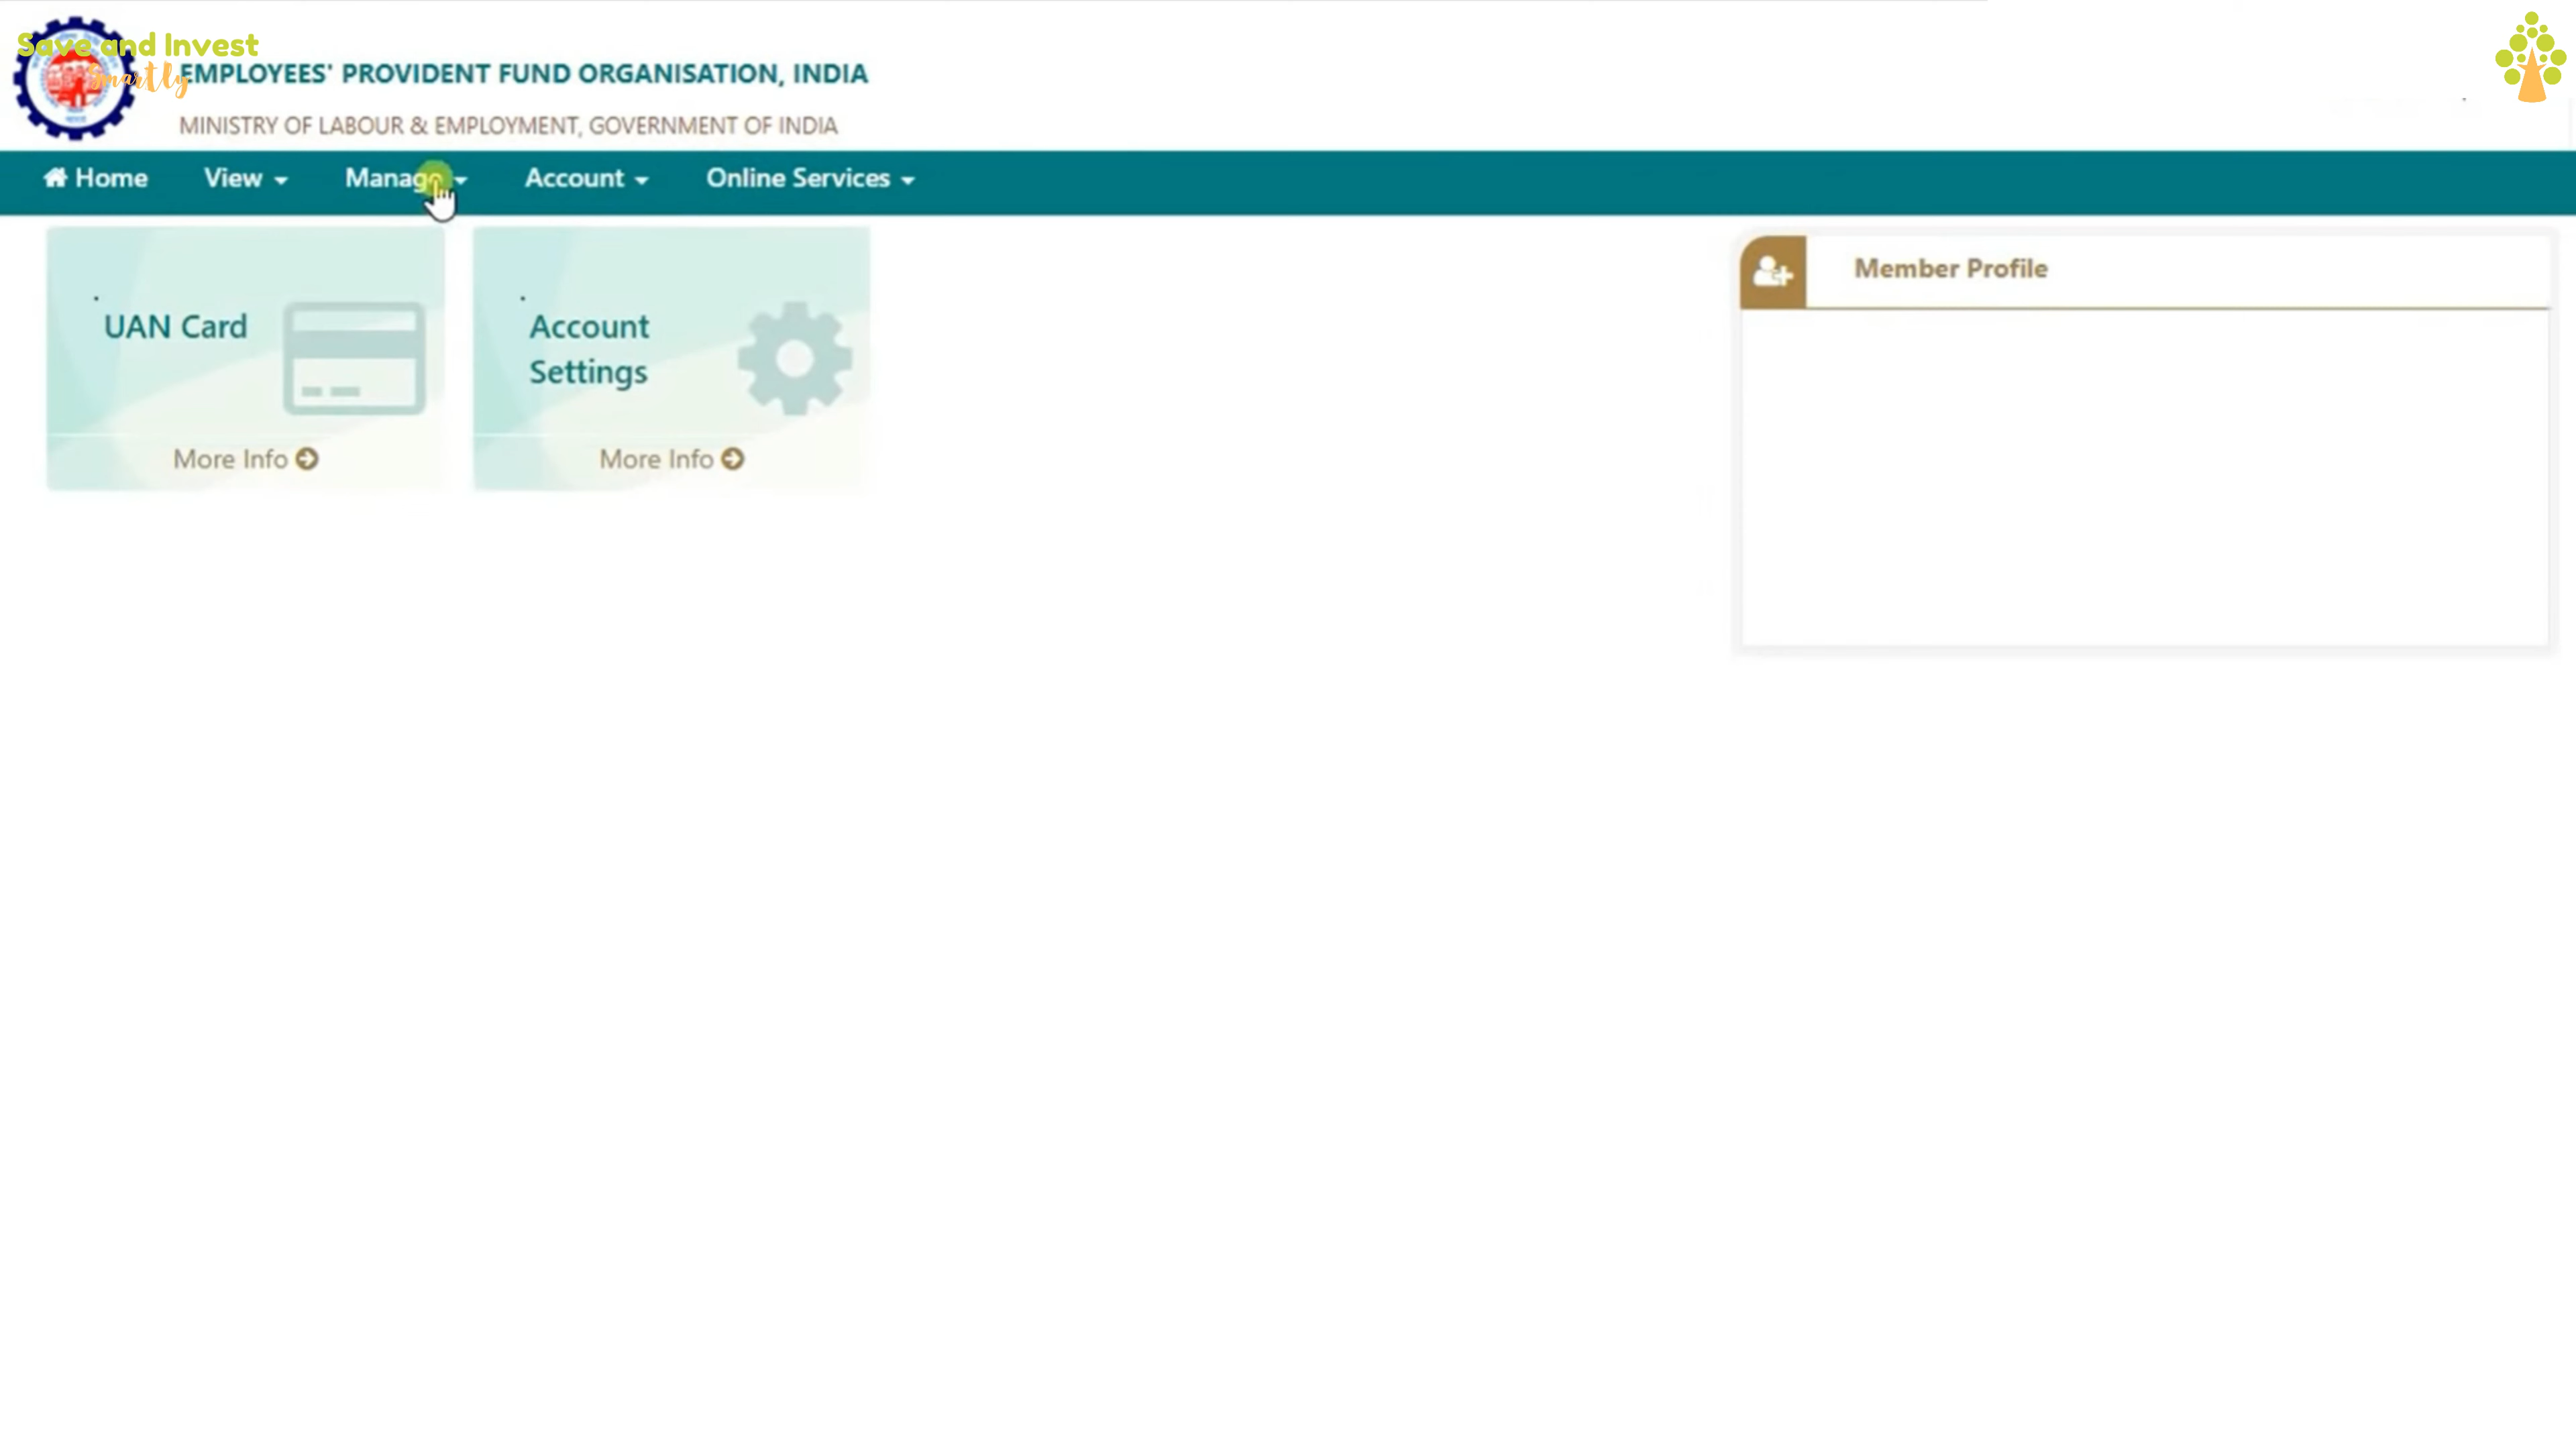 Save and Invest
Smartly
EMPLOYEES' PROVIDENT FUND ORGANISATION, INDIA
MINISTRY OF LABOUR & EMPLOYMENT, GOVERNMENT OF INDIA
Home View Manage Account Online Services
UAN Card
Account
Settings
More Info
More Info
Member Profile